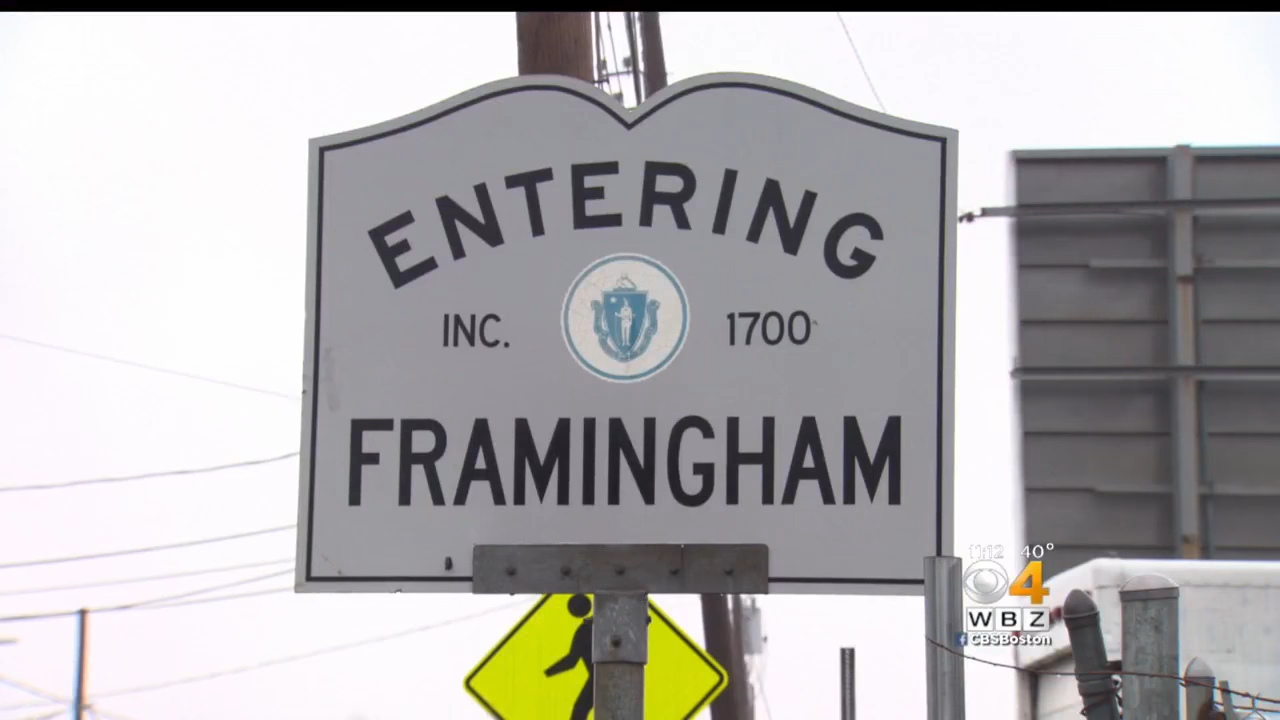 ENTERING
INC. 1700
FRAMINGHAM
11:12 40°
4
WBZ
f CBSBoston